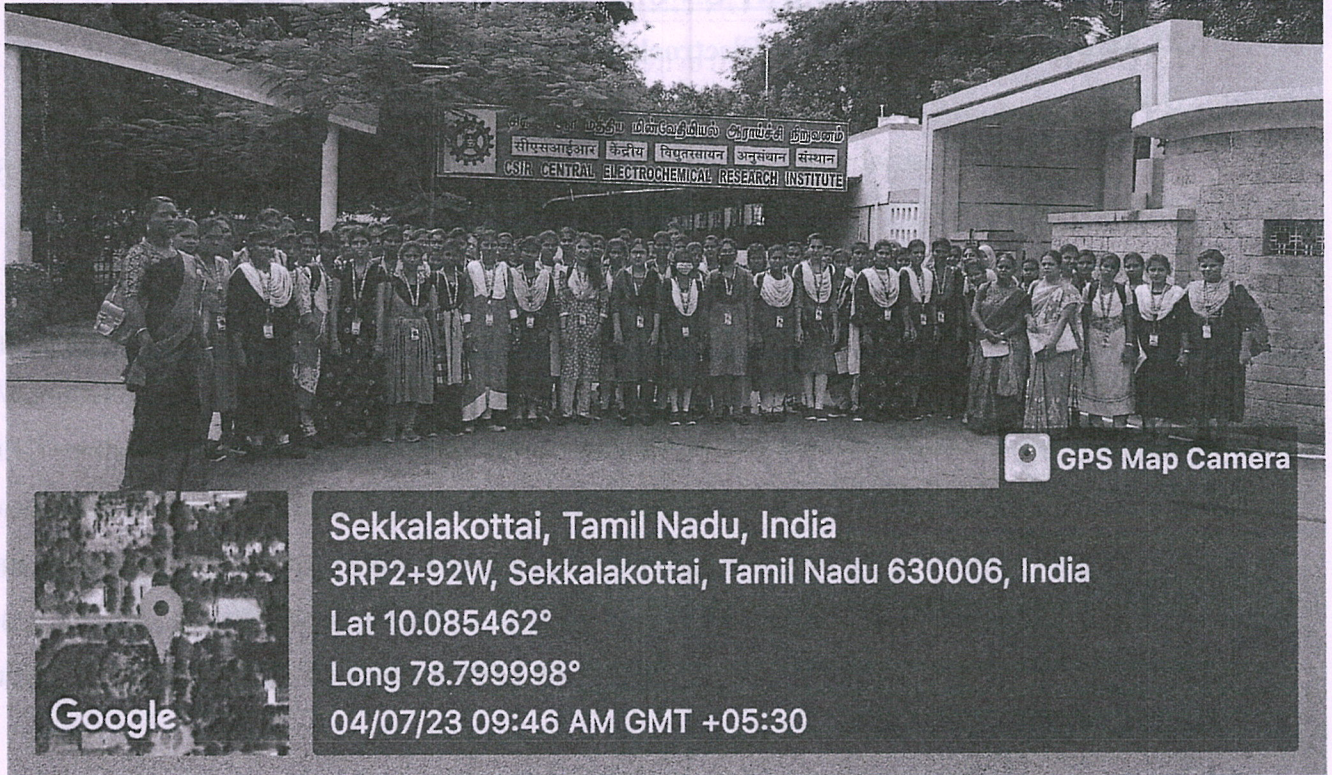 மத்திய மின்வேதியியல் ஆராய்ச்சி நிறுவனம்
सीएसआईआर केंद्रीय विद्युतरसायन अनुसंधान संस्थान
CSIR CENTRAL ELECTROCHEMICAL RESEARCH INSTITUTE
GPS Map Camera
Sekkalakottai, Tamil Nadu, India
3RP2+92W, Sekkalakottai, Tamil Nadu 630006, India
Lat 10.085462°
Long 78.799998°
04/07/23 09:46 AM GMT +05:30
Google